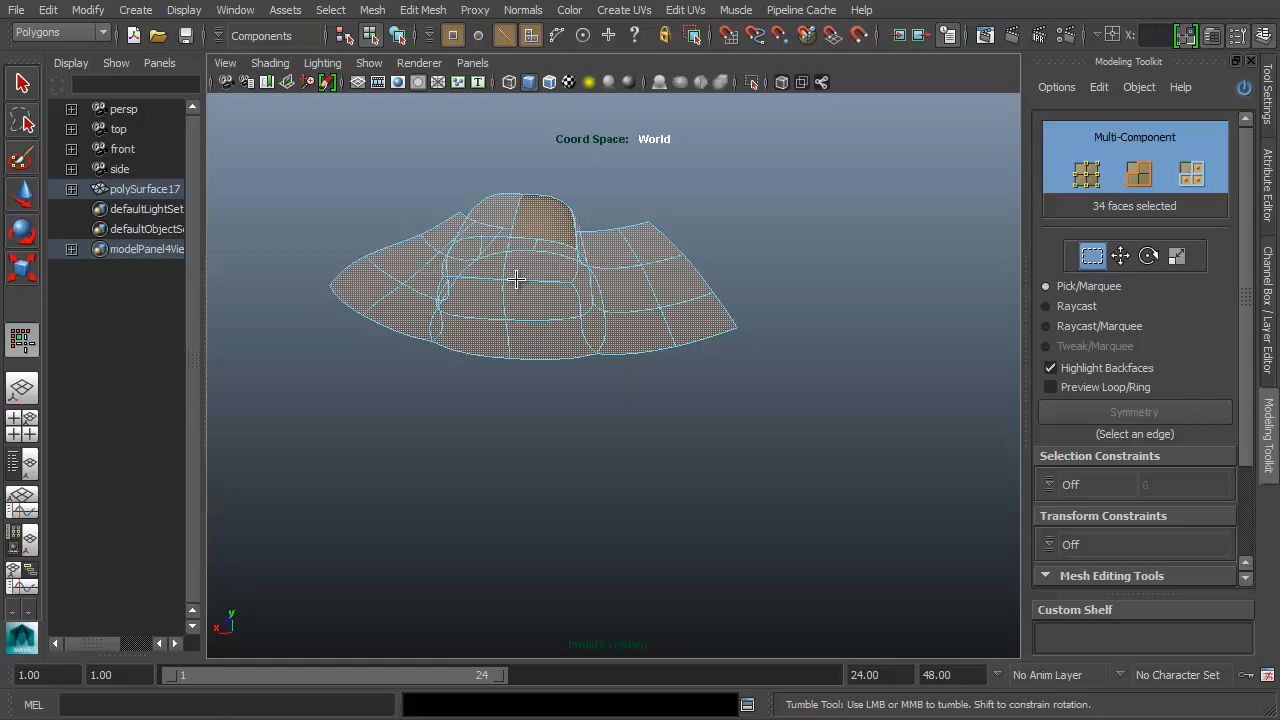 File Edit Modify Create Display Window Assets Select Mesh Edit Mesh Proxy Normals Color Create UVs Edit UVs Muscle Pipeline Cache Help
Polygons Components X:
Display Show Panels
View Shading Lighting Show Renderer Panels
Modeling Toolkit
Options Edit Object Help
persp
top
front
side
polySurface17
defaultLightSet
defaultObjectSe
modelPanel4Vie
Coord Space: World
Multi-Component
34 faces selected
Pick/Marquee
Raycast
Raycast/Marquee
Tweak/Marquee
Highlight Backfaces
Preview Loop/Ring
Symmetry
(Select an edge)
Selection Constraints
Off 0
Transform Constraints
Off
Mesh Editing Tools
Custom Shelf
Tool Settings
Attribute Editor
Channel Box / Layer Editor
Modeling Toolkit
y
x
Isolate : persp
1.00 1.00 1 24 24.00 48.00 No Anim Layer No Character Set
MEL
Tumble Tool: Use LMB or MMB to tumble. Shift to constrain rotation.